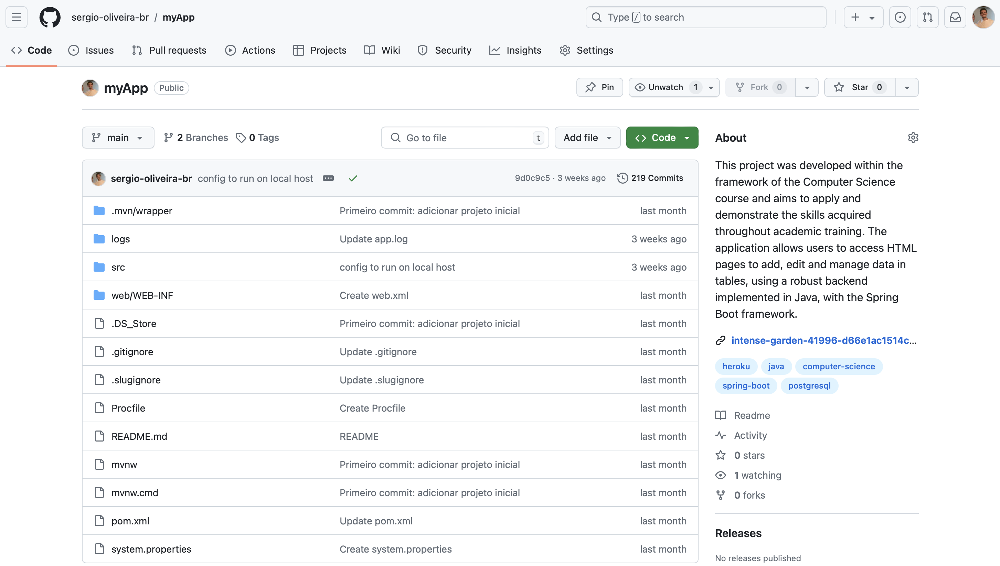 sergio-oliveira-br / myApp
Type / to search
Code Issues Pull requests Actions Projects Wiki Security Insights Settings
myApp Public
Pin Unwatch 1 Fork 0 Star 0
main 2 Branches 0 Tags Go to file t Add file Code
sergio-oliveira-br config to run on local host 9d0c9c5 · 3 weeks ago 219 Commits
.mvn/wrapper Primeiro commit: adicionar projeto inicial last month
logs Update app.log 3 weeks ago
src config to run on local host 3 weeks ago
web/WEB-INF Create web.xml last month
.DS_Store Primeiro commit: adicionar projeto inicial last month
.gitignore Update .gitignore last month
.slugignore Update .slugignore last month
Procfile Create Procfile last month
README.md README last month
mvnw Primeiro commit: adicionar projeto inicial last month
mvnw.cmd Primeiro commit: adicionar projeto inicial last month
pom.xml Update pom.xml last month
system.properties Create system.properties last month
About
This project was developed within the
framework of the Computer Science
course and aims to apply and
demonstrate the skills acquired
throughout academic training. The
application allows users to access HTML
pages to add, edit and manage data in
tables, using a robust backend
implemented in Java, with the Spring
Boot framework.
intense-garden-41996-d66e1ac1514c...
heroku java computer-science
spring-boot postgresql
Readme
Activity
0 stars
1 watching
0 forks
Releases
No releases published